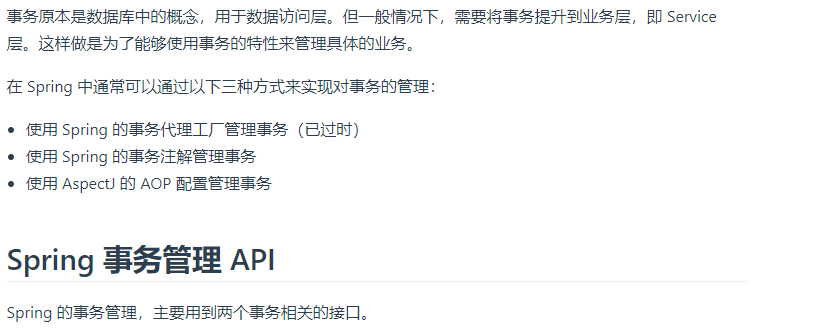 事务原本是数据库中的概念，用于数据访问层。但一般情况下，需要将事务提升到业务层，即 Service
层。这样做是为了能够使用事务的特性来管理具体的业务。
在 Spring 中通常可以通过以下三种方式来实现对事务的管理：
• 使用 Spring 的事务代理工厂管理事务（已过时）
• 使用 Spring 的事务注解管理事务
• 使用 AspectJ 的 AOP 配置管理事务
Spring 事务管理 API
Spring 的事务管理，主要用到两个事务相关的接口。